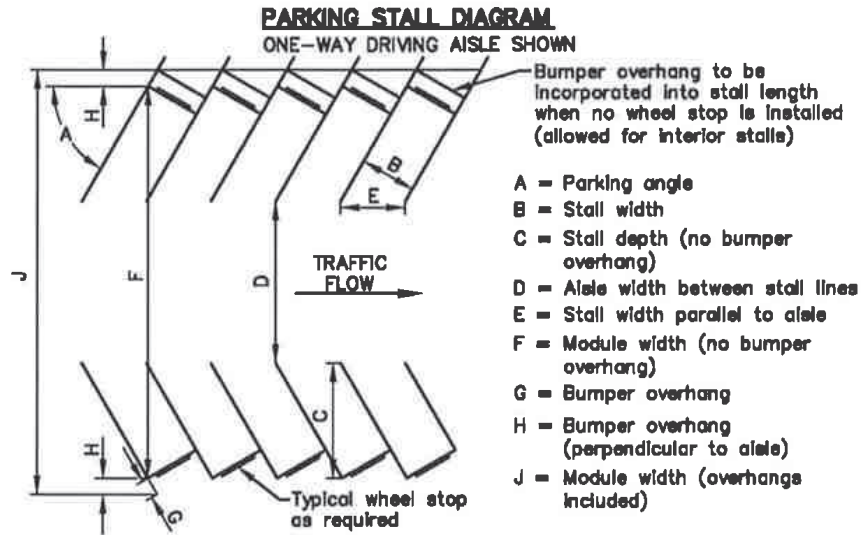 PARKING STALL DIAGRAM
ONE-WAY DRIVING AISLE SHOWN
Bumper overhang to be
incorporated into stall length
when no wheel stop is installed
(allowed for interior stalls)
H
A
B
E
J
F
D
TRAFFIC
FLOW
C
H
G
Typical wheel stop
as required
A = Parking angle
B = Stall width
C = Stall depth (no bumper
overhang)
D = Aisle width between stall lines
E = Stall width parallel to aisle
F = Module width (no bumper
overhang)
G = Bumper overhang
H = Bumper overhang
(perpendicular to aisle)
J = Module width (overhangs
included)